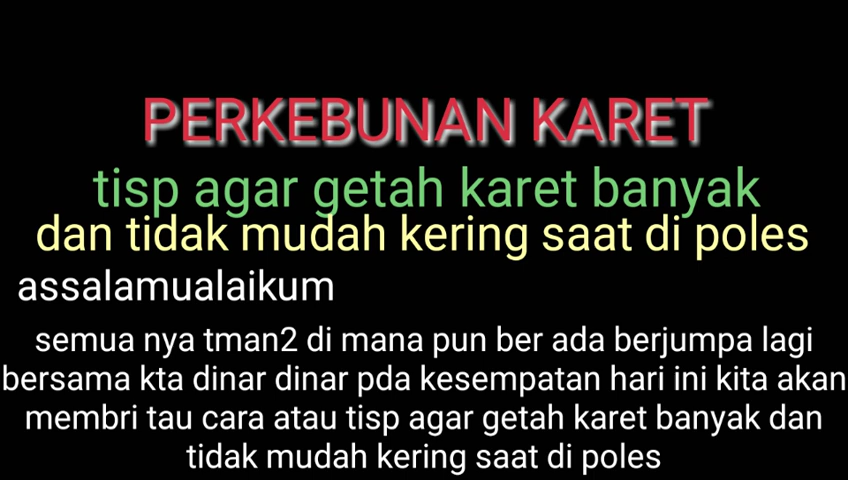 PERKEBUNAN KARET
tisp agar getah karet banyak
dan tidak mudah kering saat di poles
assalamualaikum
semua nya tman2 di mana pun ber ada berjumpa lagi
bersama kta dinar dinar pda kesempatan hari ini kita akan
membri tau cara atau tisp agar getah karet banyak dan
tidak mudah kering saat di poles